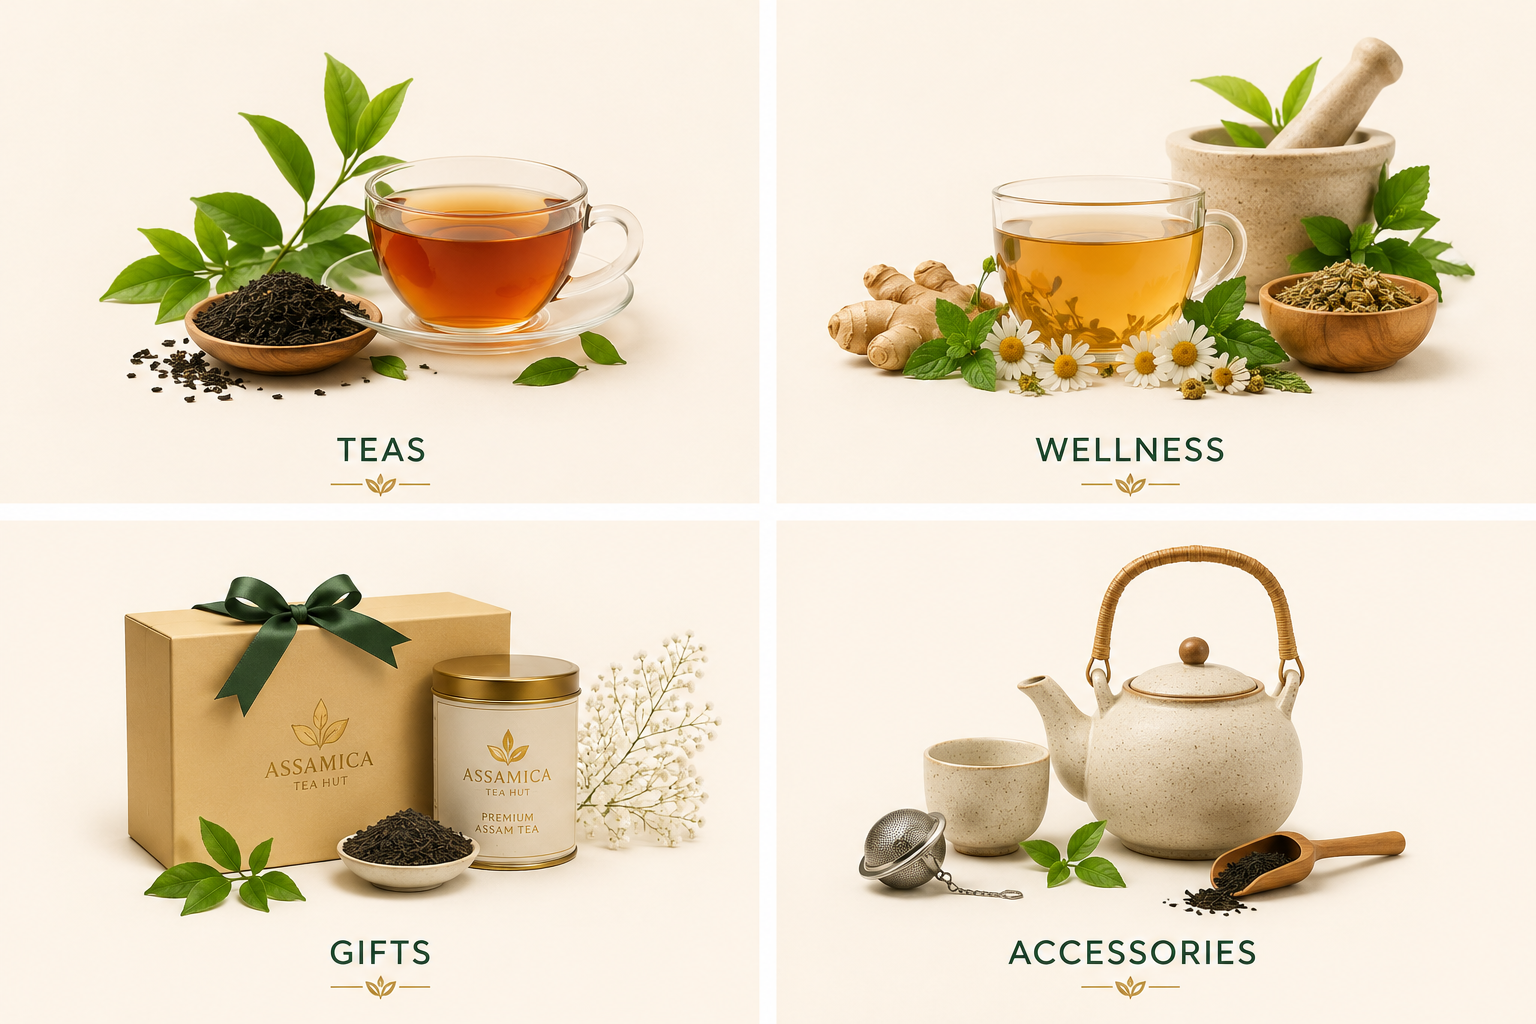 TEAS
WELLNESS
ASSAMICA
TEA HUT
ASSAMICA
TEA HUT
PREMIUM
ASSAM TEA
GIFTS
ACCESSORIES